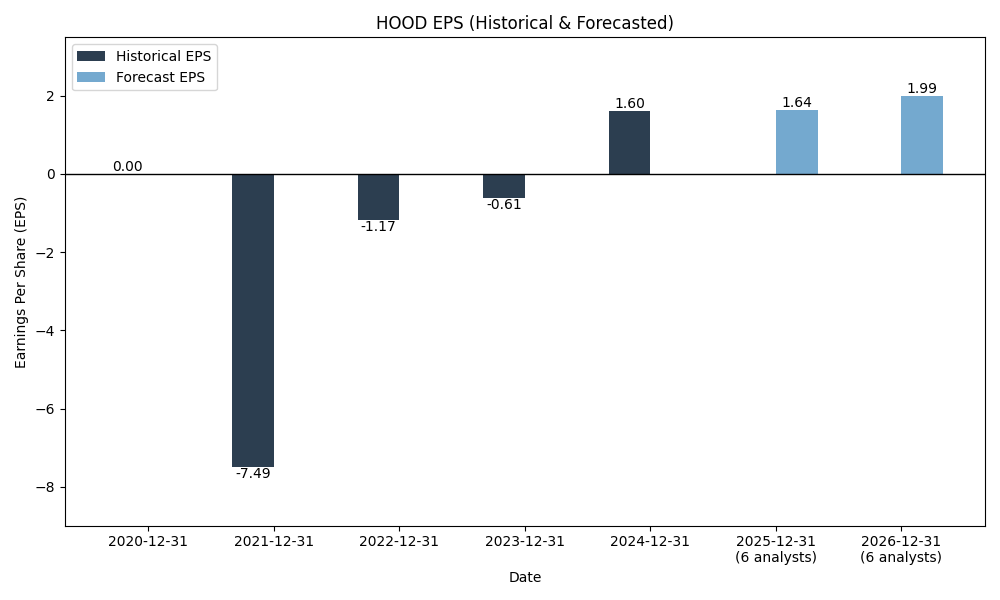 HOOD EPS (Historical & Forecasted)
Historical EPS
Forecast EPS
Earnings Per Share (EPS)
2
0
−2
−4
−6
−8
0.00
-7.49
-1.17
-0.61
1.60
1.64
1.99
2020-12-31
2021-12-31
2022-12-31
2023-12-31
2024-12-31
2025-12-31
(6 analysts)
2026-12-31
(6 analysts)
Date